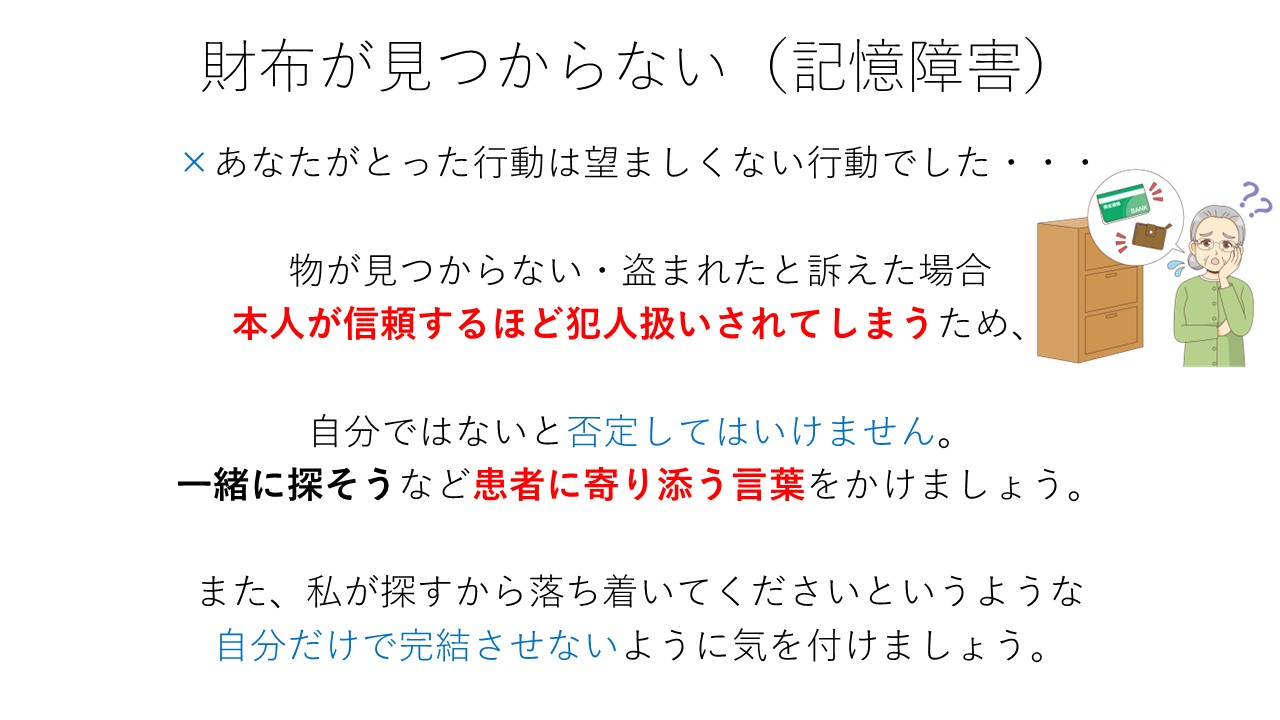 財布が見つからない（記憶障害）
×あなたがとった行動は望ましくない行動でした・・・
BANK
??
物が見つからない・盗まれたと訴えた場合
本人が信頼するほど犯人扱いされてしまうため、
自分ではないと否定してはいけません。
一緒に探そうなど患者に寄り添う言葉をかけましょう。
また、私が探すから落ち着いてくださいというような
自分だけで完結させないように気を付けましょう。